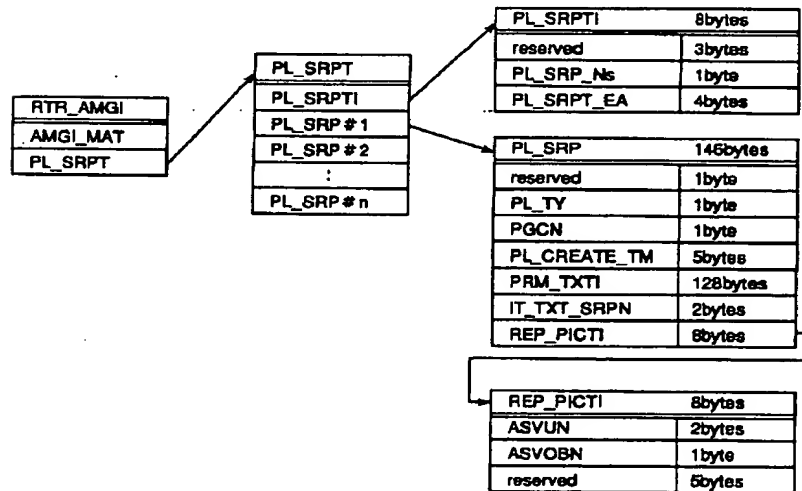 RTR_AMGI
AMGI_MAT
PL_SRPT
PL_SRPT
PL_SRPTI
PL_SRP#1
PL_SRP#2
:
PL_SRP#n
PL_SRPTI 8bytes
reserved 3bytes
PL_SRP_Ns 1byte
PL_SRPT_EA 4bytes
PL_SRP 146bytes
reserved 1byte
PL_TY 1byte
PGCN 1byte
PL_CREATE_TM 5bytes
PRM_TXTI 128bytes
IT_TXT_SRPN 2bytes
REP_PICTI 8bytes
REP_PICTI 8bytes
ASVUN 2bytes
ASVOBN 1byte
reserved 5bytes